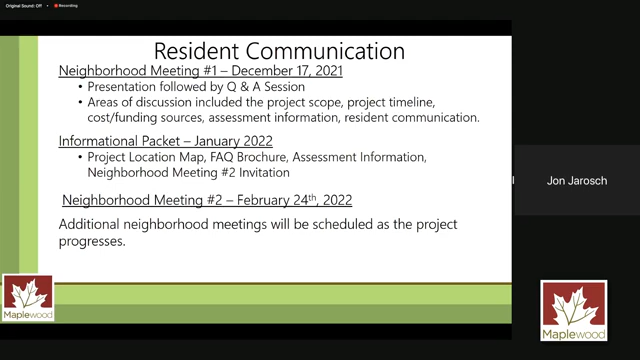 Original Sound: Off
Recording
Resident Communication
Neighborhood Meeting #1 – December 17, 2021
• Presentation followed by Q & A Session
• Areas of discussion included the project scope, project timeline,
cost/funding sources, assessment information, resident communication.
Informational Packet – January 2022
• Project Location Map, FAQ Brochure, Assessment Information,
Neighborhood Meeting #2 Invitation
Neighborhood Meeting #2 – February 24th, 2022
Additional neighborhood meetings will be scheduled as the project
progresses.
Jon Jarosch
Maplewood
Maplewood